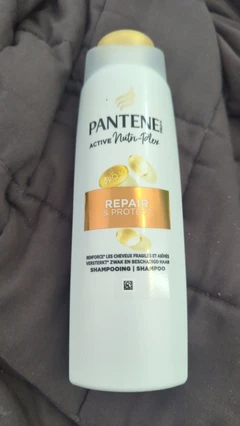 PANTENE
ACTIVE Nutri-Plex
REPAIR
& PROTECT
RENFORCE* LES CHEVEUX FRAGILES ET ABÎMÉS
VERSTERKT* ZWAK EN BESCHADIGD HAAR
SHAMPOOING | SHAMPOO